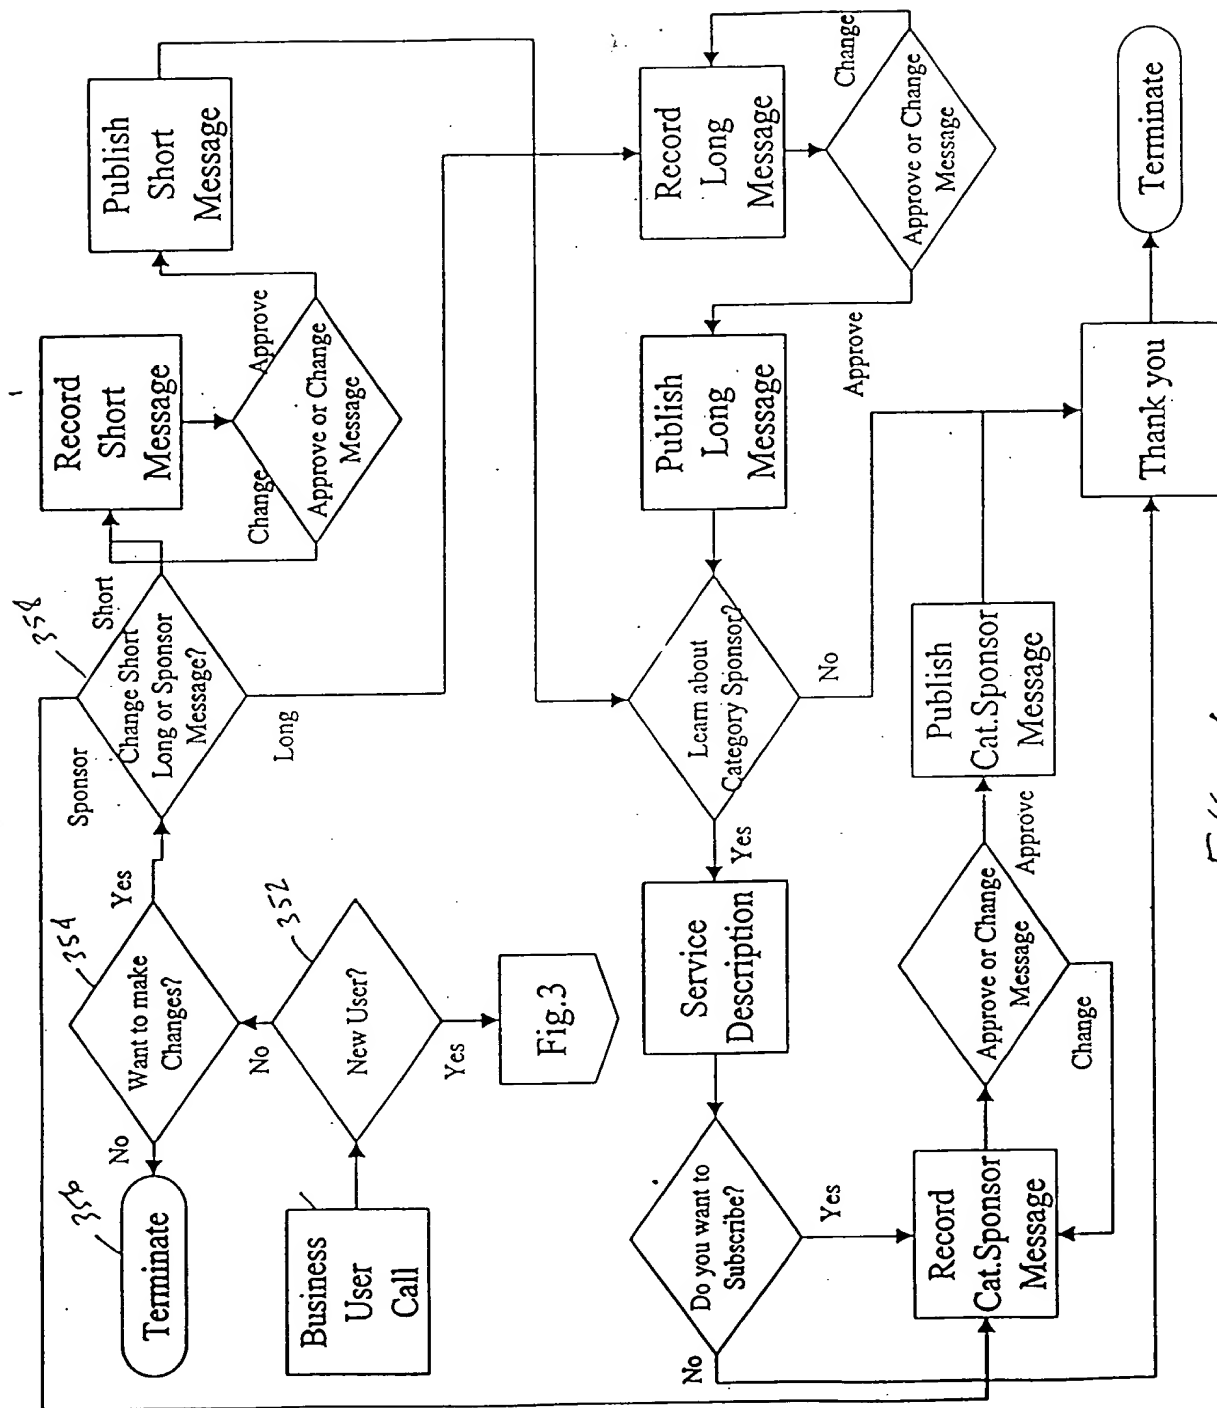 Business
User
Call
New User?
352
Yes
Fig.3
No
Want to make
Changes?
354
No
Terminate
356
Yes
Change Short
Long or Sponsor
Message?
358
Sponsor
Short
Long
Record
Short
Message
Approve or Change
Message
Change
Approve
Publish
Short
Message
Record
Long
Message
Approve or Change
Message
Change
Approve
Publish
Long
Message
Learn about
Category Sponsor?
No
Yes
Service
Description
Do you want to
Subscribe?
No
Yes
Record
Cat.Sponsor
Message
Approve or Change
Message
Change
Approve
Publish
Cat.Sponsor
Message
Thank you
Terminate